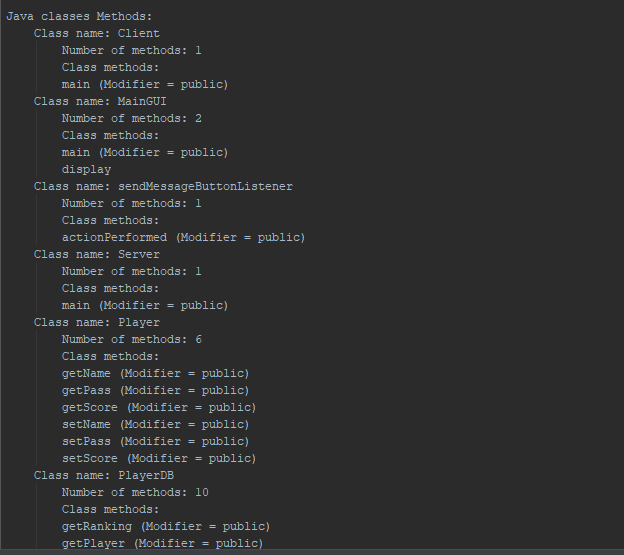 Java classes Methods:
Class name: Client
Number of methods: 1
Class methods:
main (Modifier = public)
Class name: MainGUI
Number of methods: 2
Class methods:
main (Modifier = public)
display
Class name: sendMessageButtonListener
Number of methods: 1
Class methods:
actionPerformed (Modifier = public)
Class name: Server
Number of methods: 1
Class methods:
main (Modifier = public)
Class name: Player
Number of methods: 6
Class methods:
getName (Modifier = public)
getPass (Modifier = public)
getScore (Modifier = public)
setName (Modifier = public)
setPass (Modifier = public)
setScore (Modifier = public)
Class name: PlayerDB
Number of methods: 10
Class methods:
getRanking (Modifier = public)
getPlayer (Modifier = public)